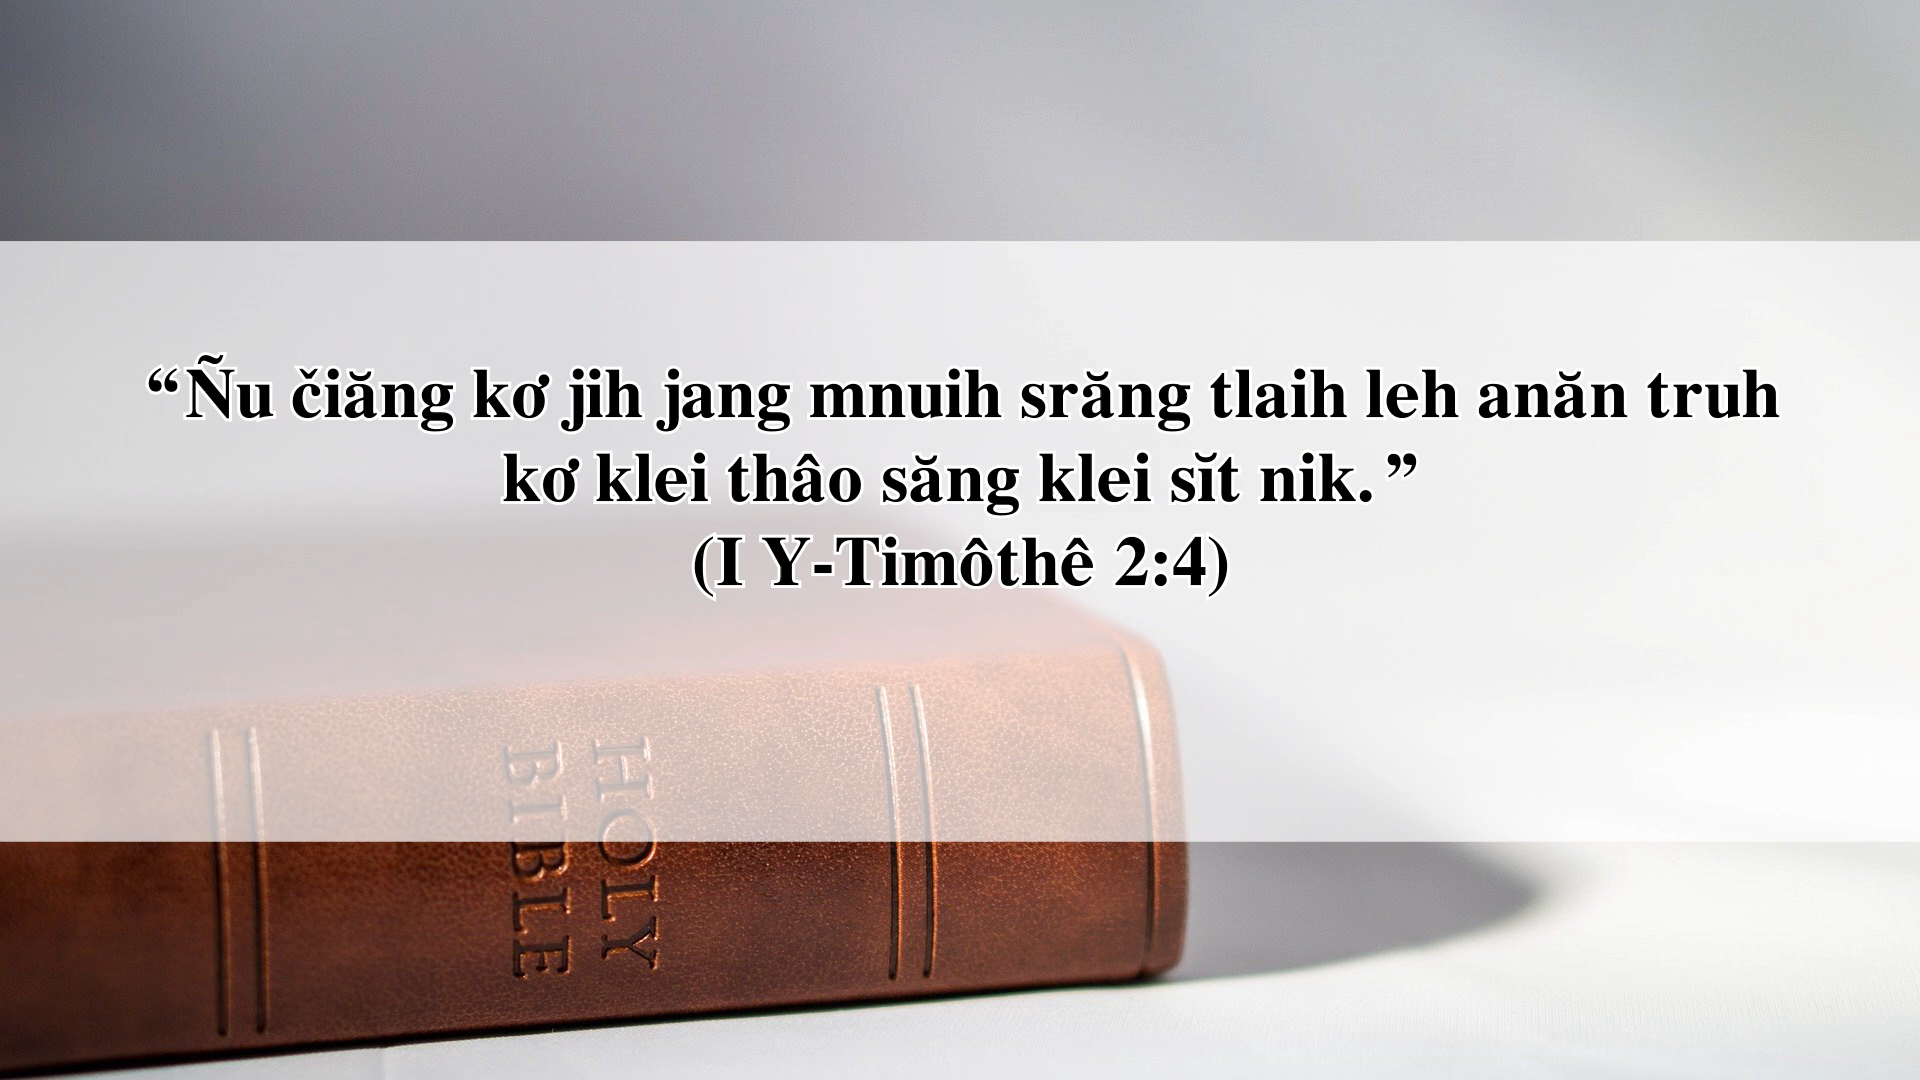 “Ñu čiăng kơ jih jang mnuih srăng tlaih leh anăn truh
kơ klei thâo săng klei sĭt nik.”
(I Y-Timôthê 2:4)
HOLY
BIBLE